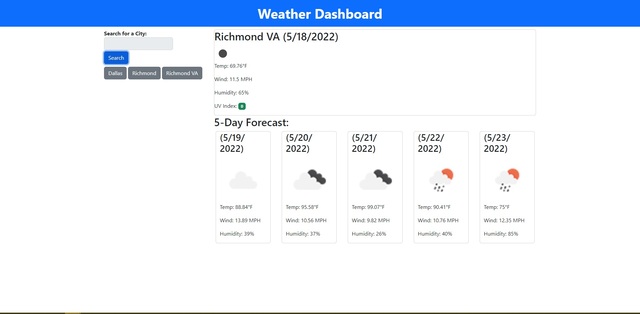 Weather Dashboard
Search for a City:
Search
Dallas Richmond Richmond VA
Richmond VA (5/18/2022)
Temp: 69.76°F
Wind: 11.5 MPH
Humidity: 65%
UV Index: 0
5-Day Forecast:
(5/19/
2022)
Temp: 88.84°F
Wind: 13.89 MPH
Humidity: 39%
(5/20/
2022)
Temp: 95.58°F
Wind: 10.56 MPH
Humidity: 37%
(5/21/
2022)
Temp: 99.07°F
Wind: 9.82 MPH
Humidity: 26%
(5/22/
2022)
Temp: 90.41°F
Wind: 10.76 MPH
Humidity: 40%
(5/23/
2022)
Temp: 75°F
Wind: 12.35 MPH
Humidity: 85%